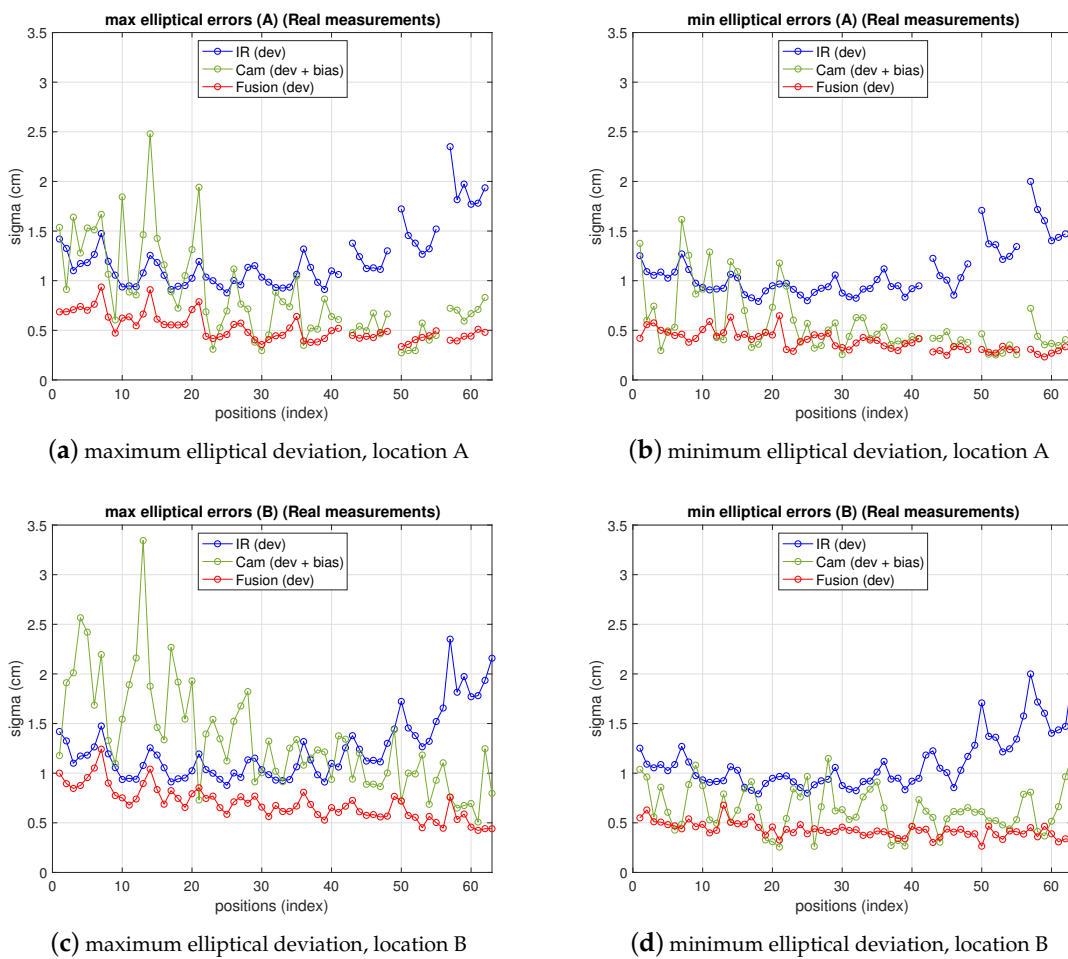 max elliptical errors (A) (Real measurements)
3.5
3
2.5
2
1.5
1
0.5
0
sigma (cm)
IR (dev)
Cam (dev + bias)
Fusion (dev)
0 10 20 30 40 50 60
positions (index)
(a) maximum elliptical deviation, location A
min elliptical errors (A) (Real measurements)
3.5
3
2.5
2
1.5
1
0.5
0
sigma (cm)
IR (dev)
Cam (dev + bias)
Fusion (dev)
0 10 20 30 40 50 60
positions (index)
(b) minimum elliptical deviation, location A
max elliptical errors (B) (Real measurements)
3.5
3
2.5
2
1.5
1
0.5
0
sigma (cm)
IR (dev)
Cam (dev + bias)
Fusion (dev)
0 10 20 30 40 50 60
positions (index)
(c) maximum elliptical deviation, location B
min elliptical errors (B) (Real measurements)
3.5
3
2.5
2
1.5
1
0.5
0
sigma (cm)
IR (dev)
Cam (dev + bias)
Fusion (dev)
0 10 20 30 40 50 60
positions (index)
(d) minimum elliptical deviation, location B